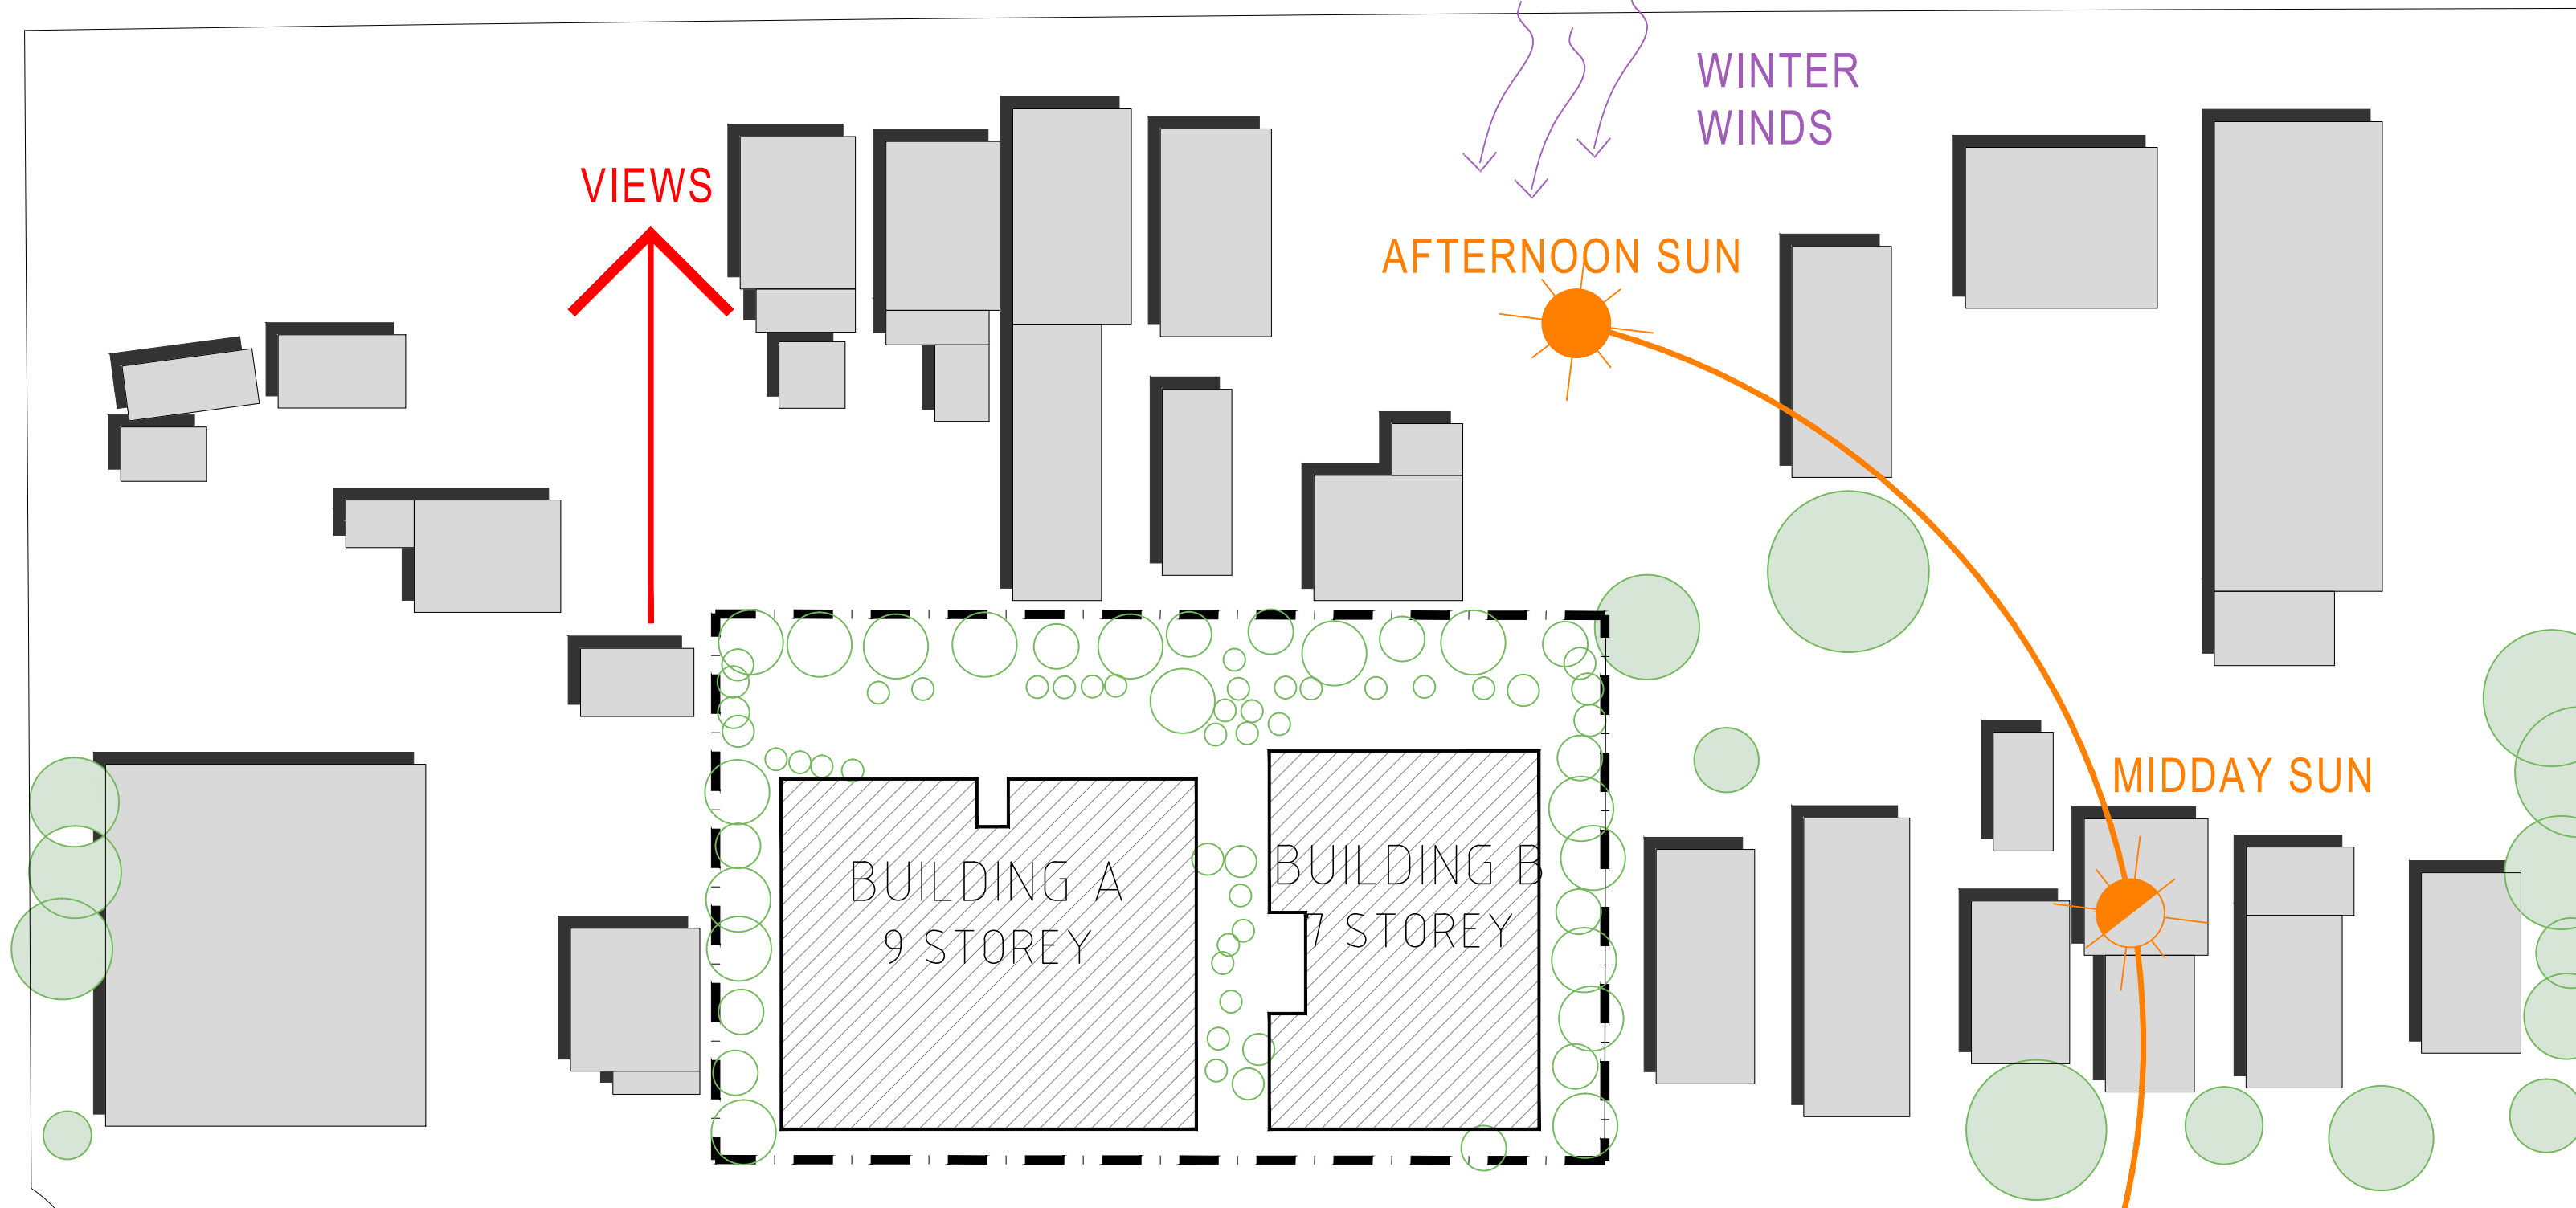 WINTER
WINDS
VIEWS
AFTERNOON SUN
MIDDAY SUN
BUILDING A
9 STOREY
BUILDING B
7 STOREY